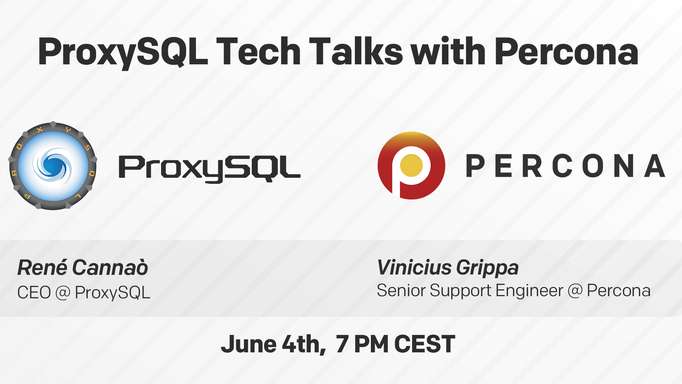 ProxySQL Tech Talks with Percona
ProxySQL
PERCONA
René Cannaò
CEO @ ProxySQL
Vinicius Grippa
Senior Support Engineer @ Percona
June 4th, 7 PM CEST